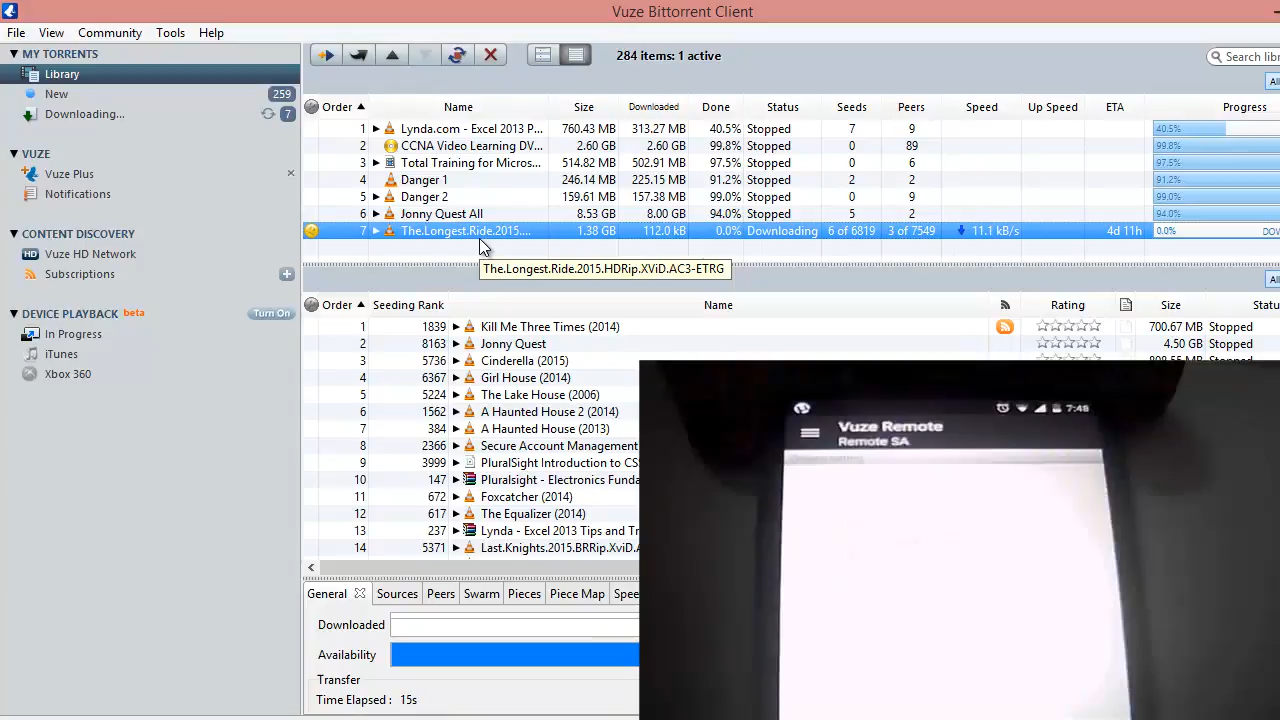 Vuze Bittorrent Client
File View Community Tools Help
MY TORRENTS
Library
New 259
Downloading... 7
VUZE
Vuze Plus
Notifications
CONTENT DISCOVERY
Vuze HD Network
Subscriptions
DEVICE PLAYBACK beta Turn On
In Progress
iTunes
Xbox 360
284 items: 1 active
Search libr
All
Order Name Size Downloaded Done Status Seeds Peers Speed Up Speed ETA Progress
1 Lynda.com - Excel 2013 P... 760.43 MB 313.27 MB 40.5% Stopped 7 9 40.5%
2 CCNA Video Learning DV... 2.60 GB 2.60 GB 99.8% Stopped 0 89 99.8%
3 Total Training for Micros... 514.82 MB 502.91 MB 97.5% Stopped 0 6 97.5%
4 Danger 1 246.14 MB 225.15 MB 91.2% Stopped 2 2 91.2%
5 Danger 2 159.61 MB 157.38 MB 99.0% Stopped 0 9 99.0%
6 Jonny Quest All 8.53 GB 8.00 GB 94.0% Stopped 5 2 94.0%
7 The.Longest.Ride.2015.... 1.38 GB 112.0 kB 0.0% Downloading 6 of 6819 3 of 7549 11.1 kB/s 4d 11h 0.0% DOW
The.Longest.Ride.2015.HDRip.XViD.AC3-ETRG
All
Order Seeding Rank Name Rating Size Statu
1 1839 Kill Me Three Times (2014) 700.67 MB Stopped
2 8163 Jonny Quest 4.50 GB Stopped
3 5736 Cinderella (2015)
4 6367 Girl House (2014)
5 5224 The Lake House (2006)
6 1562 A Haunted House 2 (2014)
7 384 A Haunted House (2013)
8 2366 Secure Account Management
9 3999 PluralSight Introduction to CS
10 147 Pluralsight - Electronics Funda
11 672 Foxcatcher (2014)
12 617 The Equalizer (2014)
13 237 Lynda - Excel 2013 Tips and Tr
14 5371 Last.Knights.2015.BRRip.XviD.A
General Sources Peers Swarm Pieces Piece Map Spee
Downloaded
Availability
Transfer
Time Elapsed : 15s
7:48
Vuze Remote
Remote SA